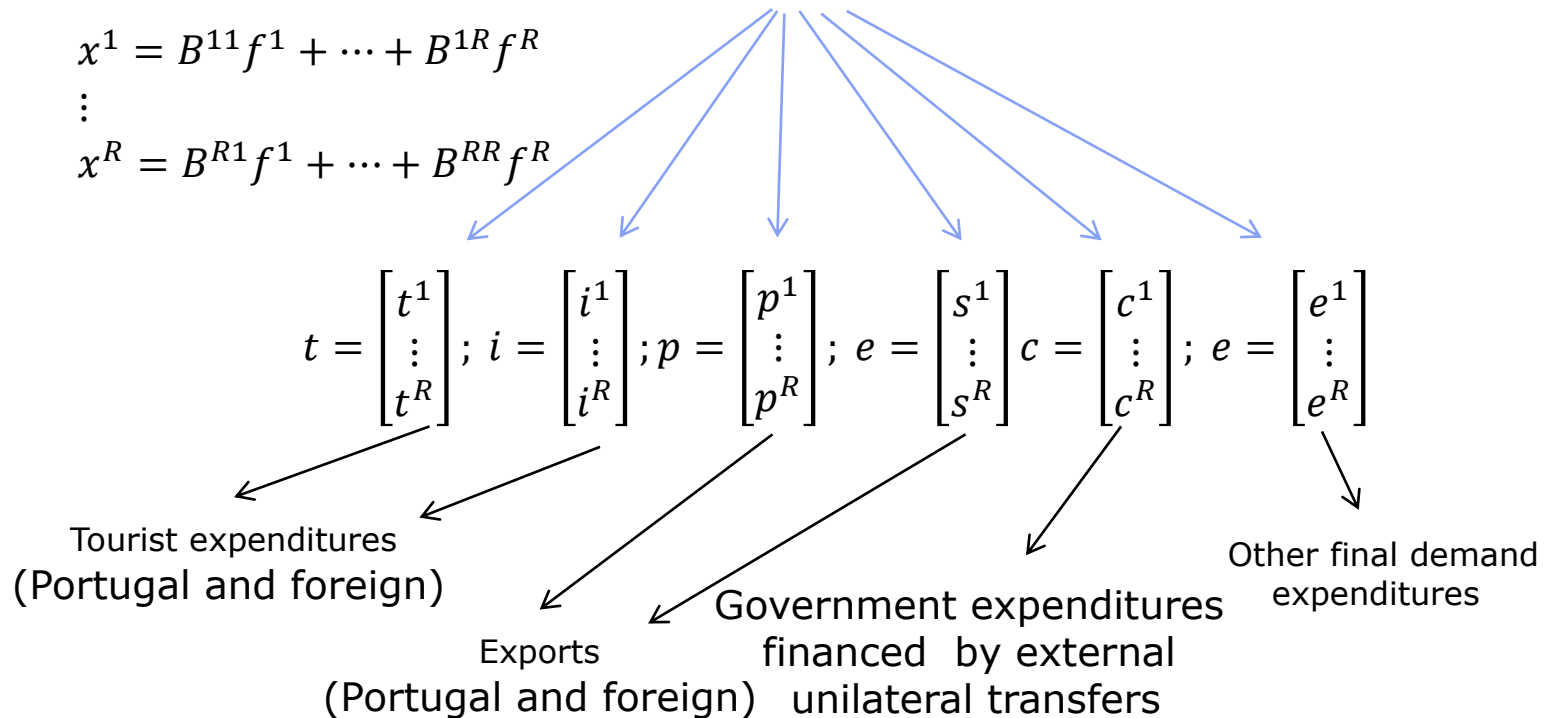 x¹ = B¹¹f¹ + ⋯ + B¹ᴿfᴿ
⋮
xᴿ = Bᴿ¹f¹ + ⋯ + Bᴿᴿfᴿ
t = [t¹ ⋮ tᴿ] ; i = [i¹ ⋮ iᴿ] ; p = [p¹ ⋮ pᴿ] ; e = [s¹ ⋮ sᴿ] c = [c¹ ⋮ cᴿ] ; e = [e¹ ⋮ eᴿ]
Tourist expenditures
(Portugal and foreign)
Exports
(Portugal and foreign)
Government expenditures
financed by external
unilateral transfers
Other final demand
expenditures